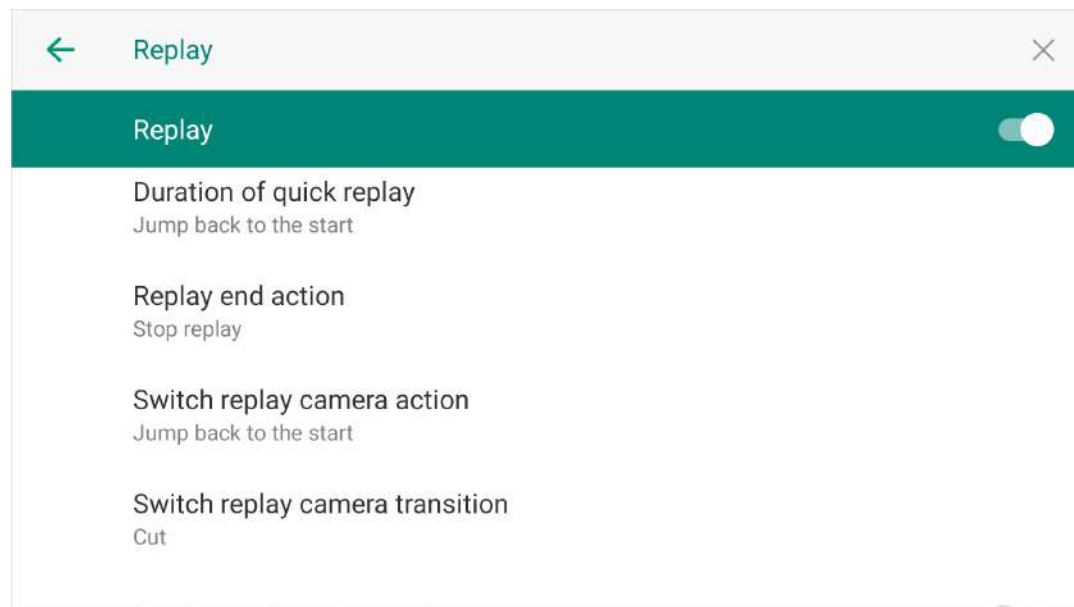 Replay
Replay
Duration of quick replay
Jump back to the start
Replay end action
Stop replay
Switch replay camera action
Jump back to the start
Switch replay camera transition
Cut